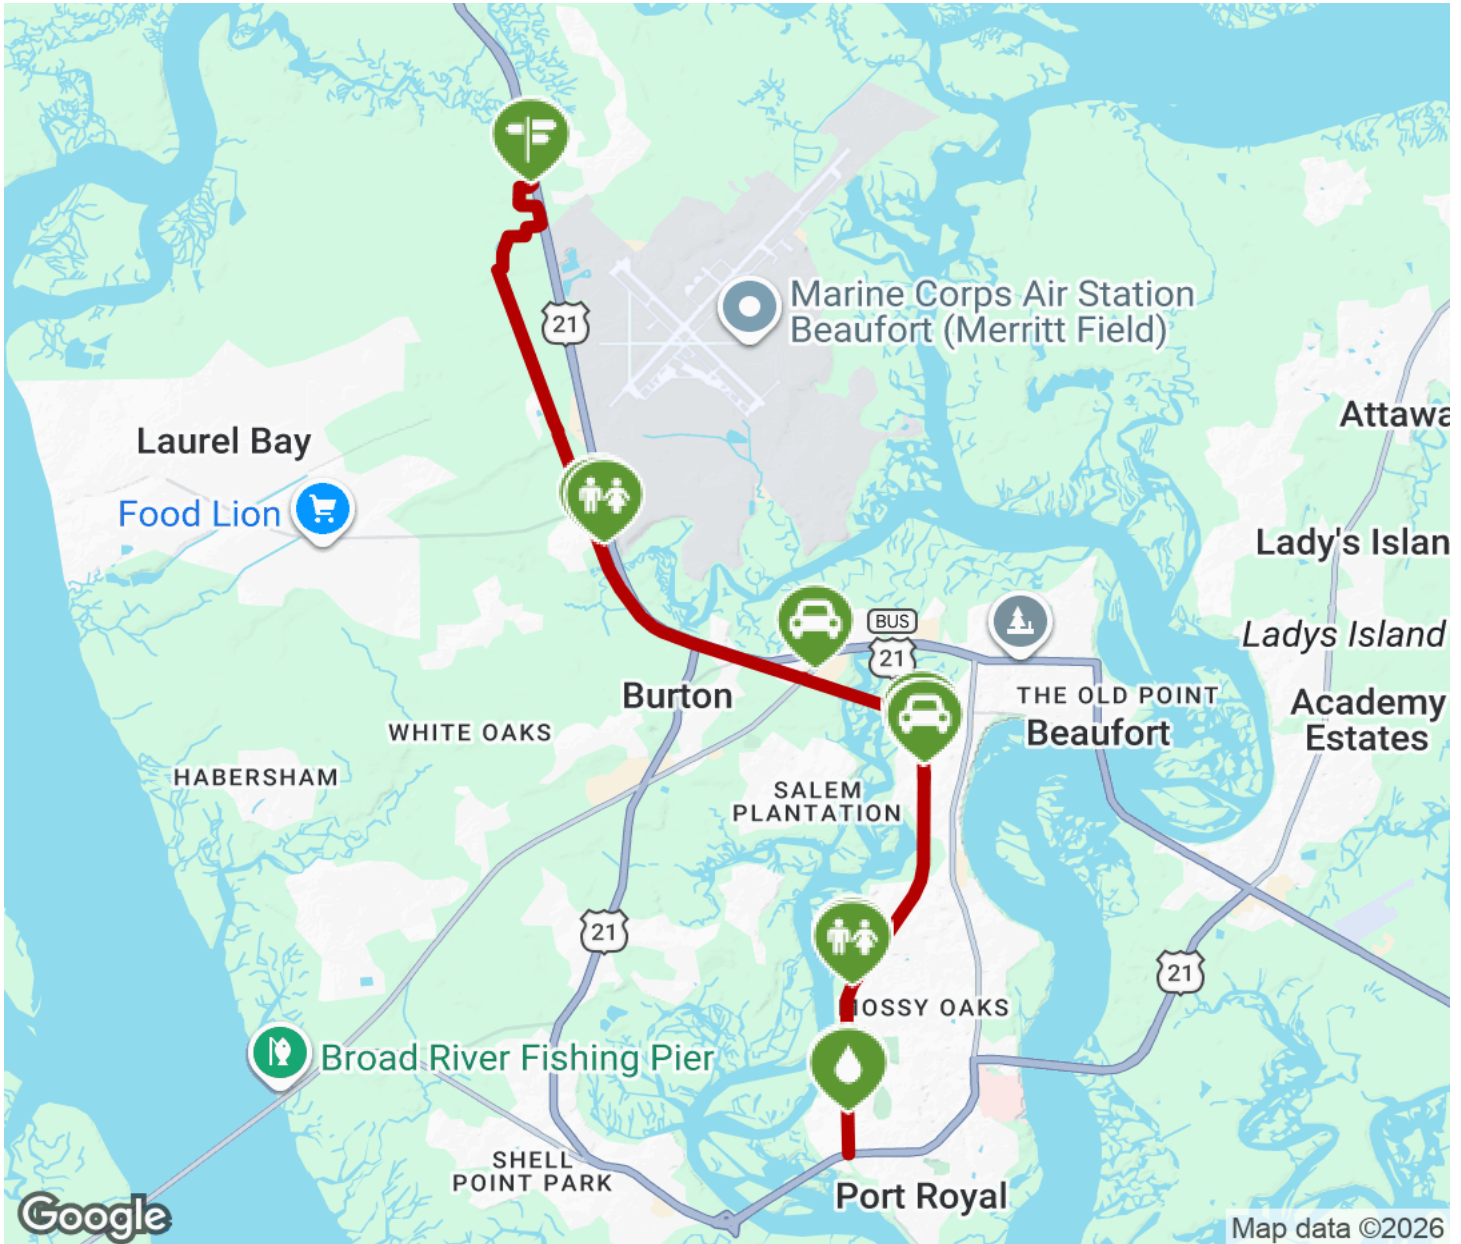 21
Marine Corps Air Station
Beaufort (Merritt Field)
Attawa
Laurel Bay
Food Lion
Lady's Islan
BUS
21
Ladys Island
Burton
THE OLD POINT
Beaufort
Academy
Estates
WHITE OAKS
HABERSHAM
SALEM
PLANTATION
21
21
MOSSY OAKS
Broad River Fishing Pier
SHELL
POINT PARK
Port Royal
Google
Map data ©2026